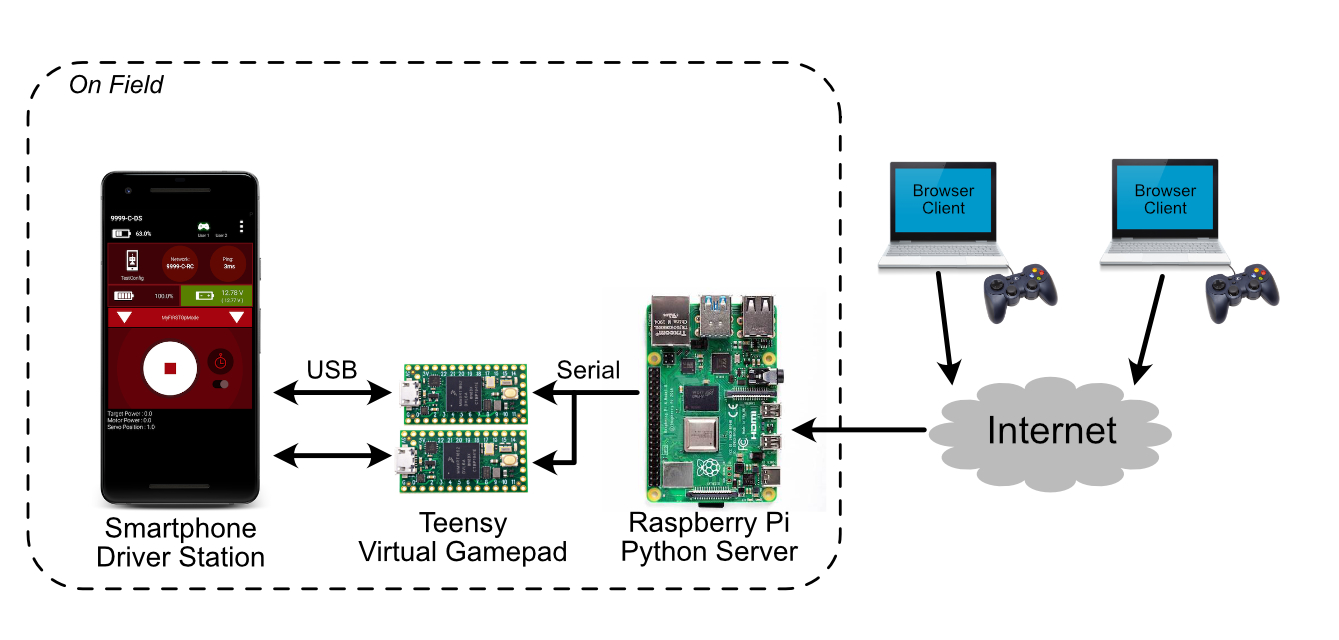 On Field
9999-C-DS
63.0%
User 1 User 2
TestConfig
Network:
9999-C-RC
Ping:
3ms
100.0%
12.78 V
( 12.77 V )
MyFIRSTOpMode
Target Power : 0.0
Motor Power : 0.0
Servo Position : 1.0
Smartphone
Driver Station
USB
Serial
Teensy
Virtual Gamepad
HDMI
Raspberry Pi
Python Server
Browser
Client
Browser
Client
Internet